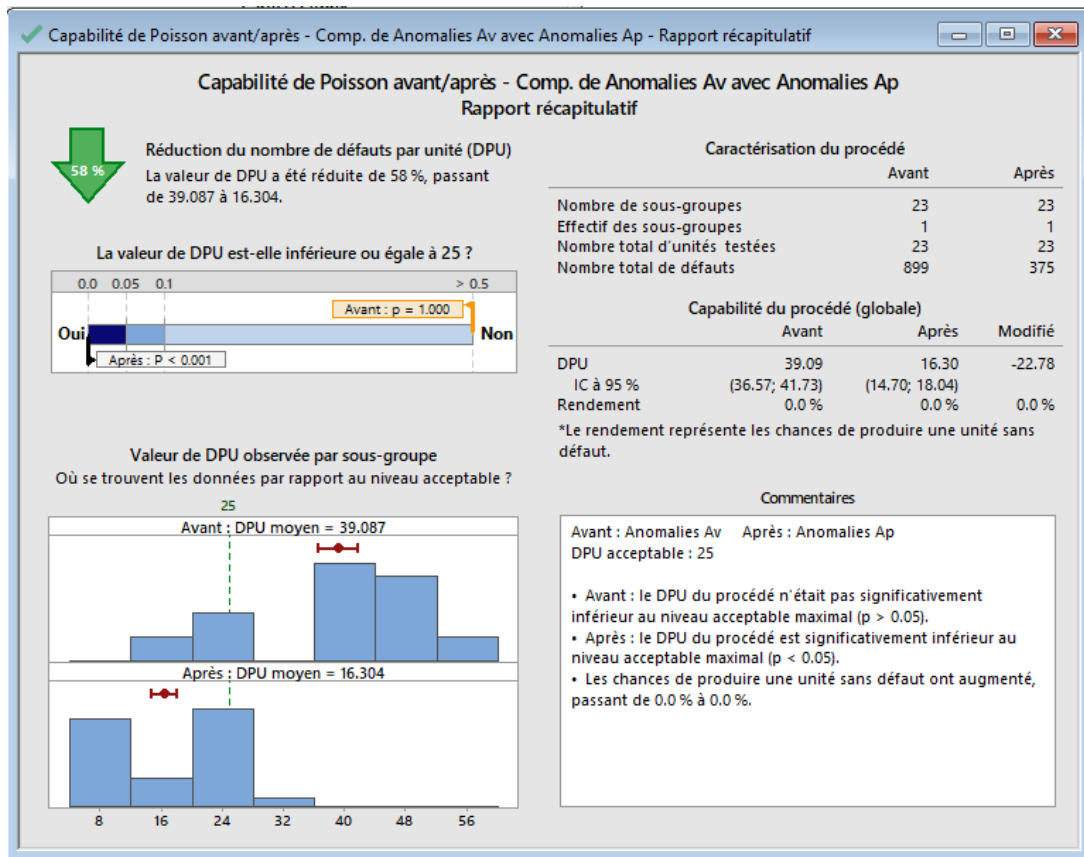 Capabilité de Poisson avant/après - Comp. de Anomalies Av avec Anomalies Ap - Rapport récapitulatif
Capabilité de Poisson avant/après - Comp. de Anomalies Av avec Anomalies Ap
Rapport récapitulatif
58 %
Réduction du nombre de défauts par unité (DPU)
La valeur de DPU a été réduite de 58 %, passant
de 39.087 à 16.304.
La valeur de DPU est-elle inférieure ou égale à 25 ?
0.0 0.05 0.1 > 0.5
Avant : p = 1.000
Oui Non
Après : P < 0.001
Valeur de DPU observée par sous-groupe
Où se trouvent les données par rapport au niveau acceptable ?
25
Avant : DPU moyen = 39.087
Après : DPU moyen = 16.304
8 16 24 32 40 48 56
Caractérisation du procédé
Avant Après
Nombre de sous-groupes 23 23
Effectif des sous-groupes 1 1
Nombre total d'unités testées 23 23
Nombre total de défauts 899 375
Capabilité du procédé (globale)
Avant Après Modifié
DPU 39.09 16.30 -22.78
IC à 95 % (36.57; 41.73) (14.70; 18.04)
Rendement 0.0 % 0.0 % 0.0 %
*Le rendement représente les chances de produire une unité sans
défaut.
Commentaires
Avant : Anomalies Av Après : Anomalies Ap
DPU acceptable : 25
• Avant : le DPU du procédé n'était pas significativement
inférieur au niveau acceptable maximal (p > 0.05).
• Après : le DPU du procédé est significativement inférieur au
niveau acceptable maximal (p < 0.05).
• Les chances de produire une unité sans défaut ont augmenté,
passant de 0.0 % à 0.0 %.